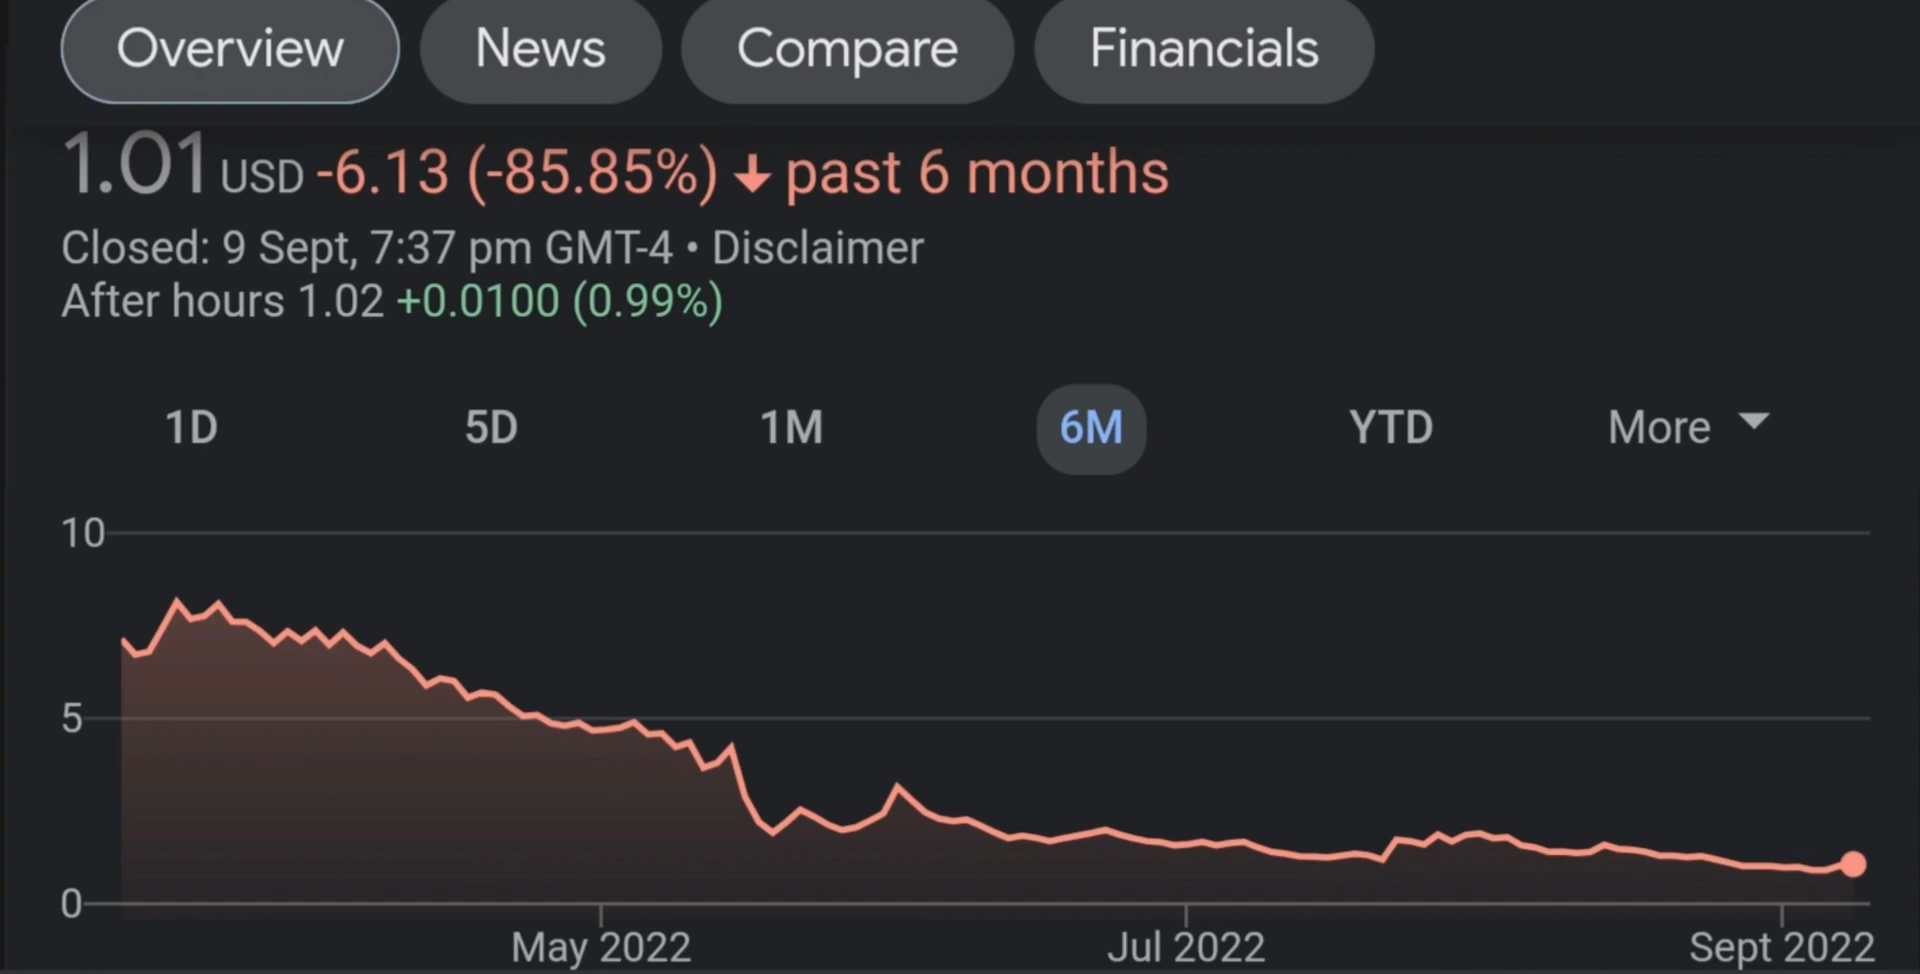 Overview News Compare Financials
1.01 USD -6.13 (-85.85%) ↓ past 6 months
Closed: 9 Sept, 7:37 pm GMT-4 • Disclaimer
After hours 1.02 +0.0100 (0.99%)
1D 5D 1M 6M YTD More
10
5
0
May 2022 Jul 2022 Sept 2022